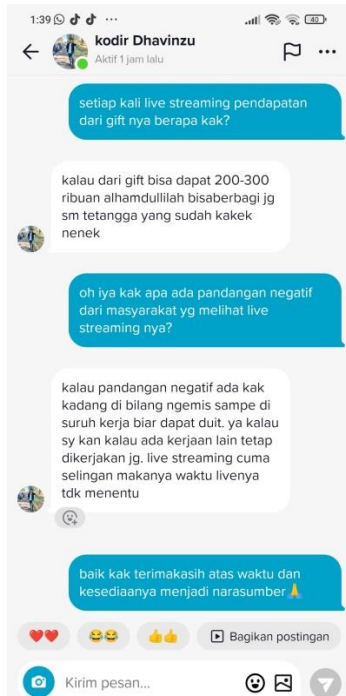 1:39
40
kodir Dhavinzu
Aktif 1 jam lalu
setiap kali live streaming pendapatan
dari gift nya berapa kak?
kalau dari gift bisa dapat 200-300
ribuan alhamdullilah bisaberbagi jg
sm tetangga yang sudah kakek
nenek
oh iya kak apa ada pandangan negatif
dari masyarakat yg melihat live
streaming nya?
kalau pandangan negatif ada kak
kadang di bilang ngemis sampe di
suruh kerja biar dapat duit. ya kalau
sy kan kalau ada kerjaan lain tetap
dikerjakan jg. live streaming cuma
selingan makanya waktu livenya
tdk menentu
baik kak terimakasih atas waktu dan
kesediaanya menjadi narasumber🙏
Bagikan postingan
Kirim pesan...